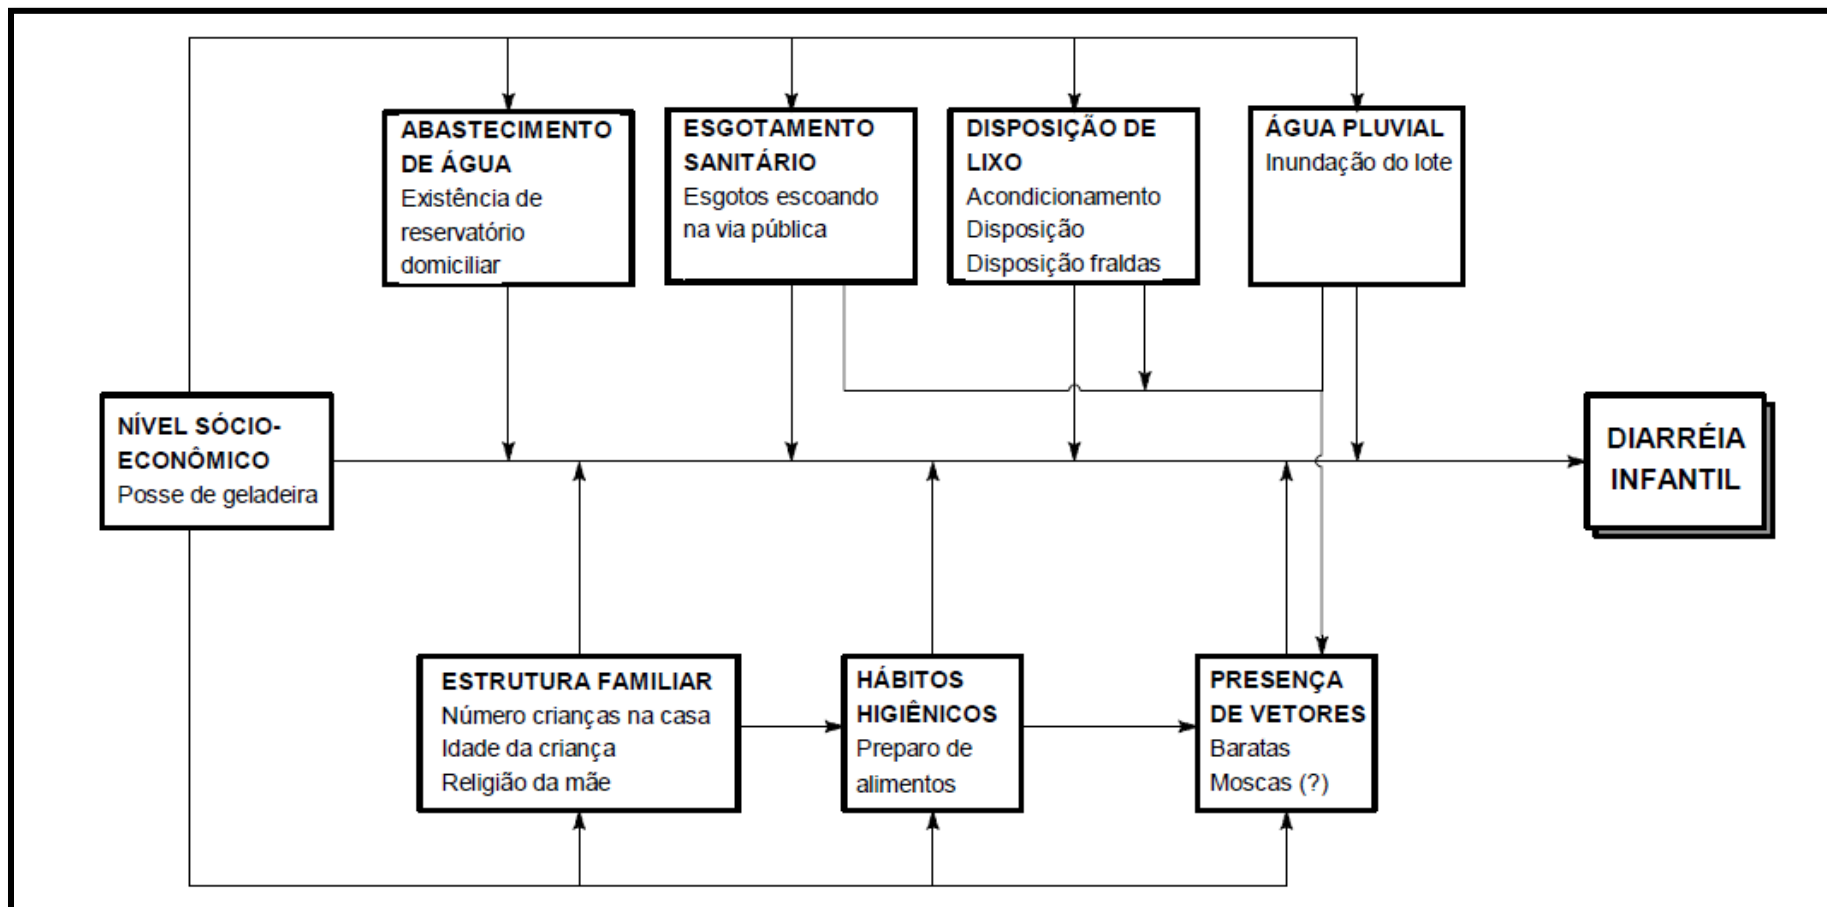 ABASTECIMENTO
DE ÁGUA
Existência de
reservatório
domiciliar
ESGOTAMENTO
SANITÁRIO
Esgotos escoando
na via pública
DISPOSIÇÃO DE
LIXO
Acondicionamento
Disposição
Disposição fraldas
ÁGUA PLUVIAL
Inundação do lote
NÍVEL SÓCIO-
ECONÔMICO
Posse de geladeira
DIARRÉIA
INFANTIL
ESTRUTURA FAMILIAR
Número crianças na casa
Idade da criança
Religião da mãe
HÁBITOS
HIGIÊNICOS
Preparo de
alimentos
PRESENÇA
DE VETORES
Baratas
Moscas (?)